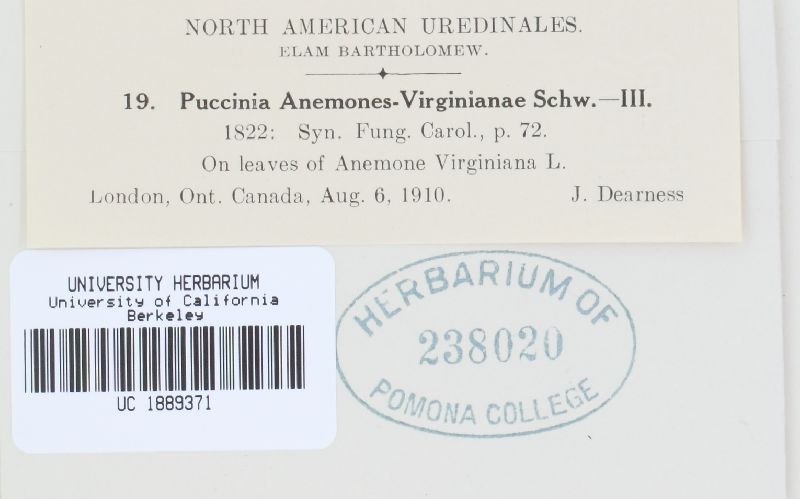 NORTH AMERICAN UREDINALES.
ELAM BARTHOLOMEW.
19. Puccinia Anemones-Virginianae Schw.—III.
1822: Syn. Fung. Carol., p. 72.
On leaves of Anemone Virginiana L.
London, Ont. Canada, Aug. 6, 1910. J. Dearness
UNIVERSITY HERBARIUM
University of California
Berkeley
UC 1889371
HERBARIUM OF
238020
POMONA COLLEGE